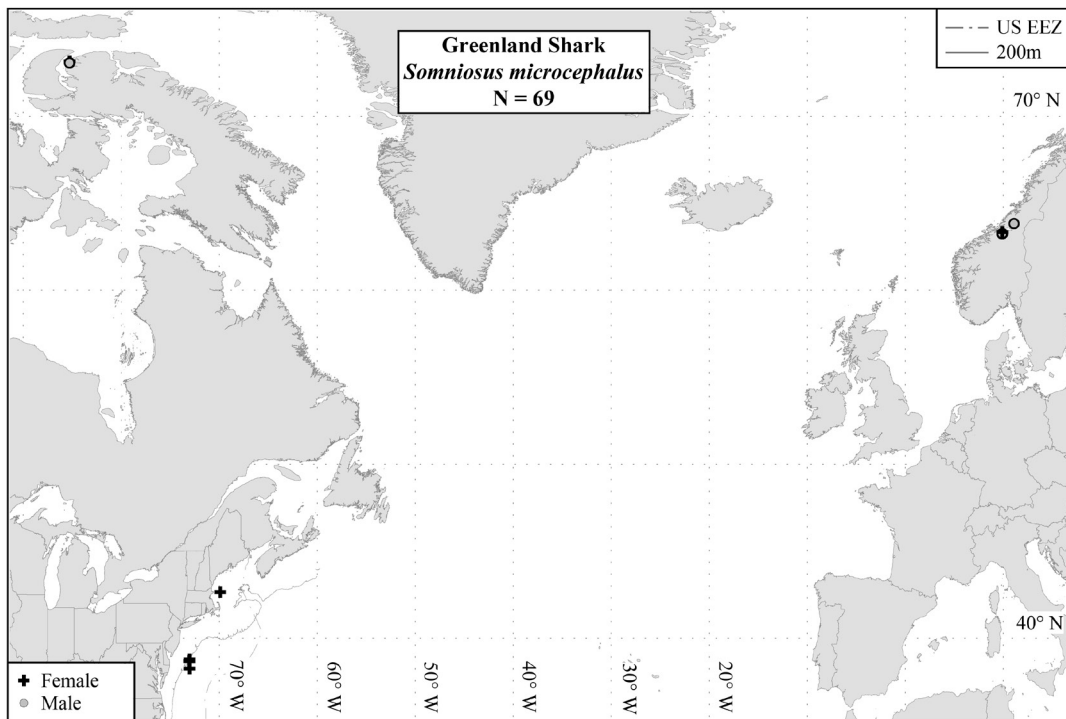 Greenland Shark
Somniosus microcephalus
N = 69
US EEZ
200m
70° N
40° N
Female
Male
70° W
60° W
50° W
40° W
30° W
20° W